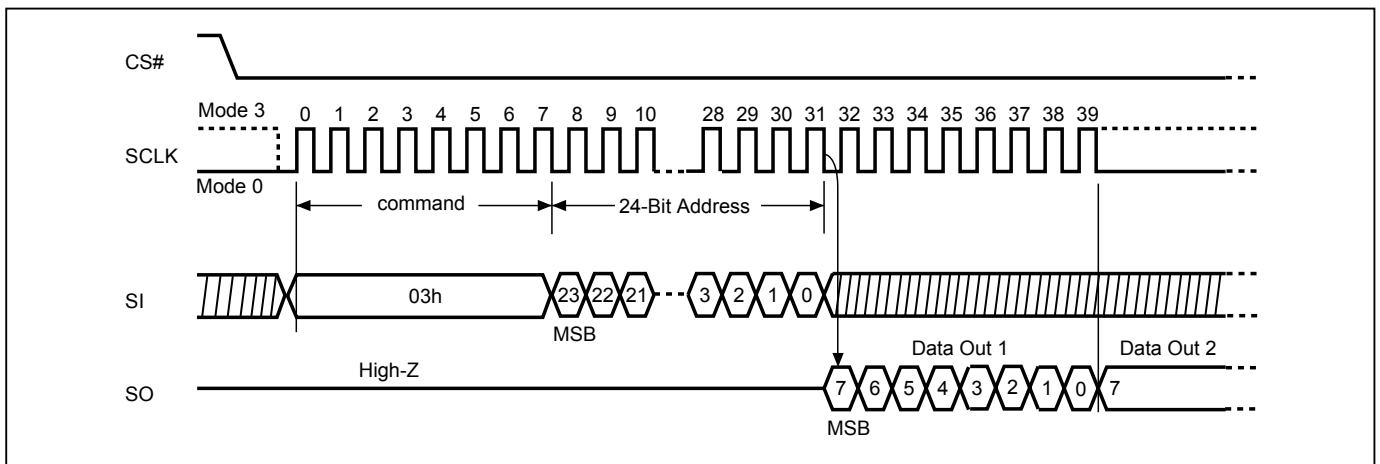 CS#
Mode 3
0 1 2 3 4 5 6 7 8 9 10 28 29 30 31 32 33 34 35 36 37 38 39
SCLK
Mode 0
command
24-Bit Address
SI
03h
23 22 21 3 2 1 0
MSB
Data Out 1
Data Out 2
High-Z
SO
7 6 5 4 3 2 1 0 7
MSB